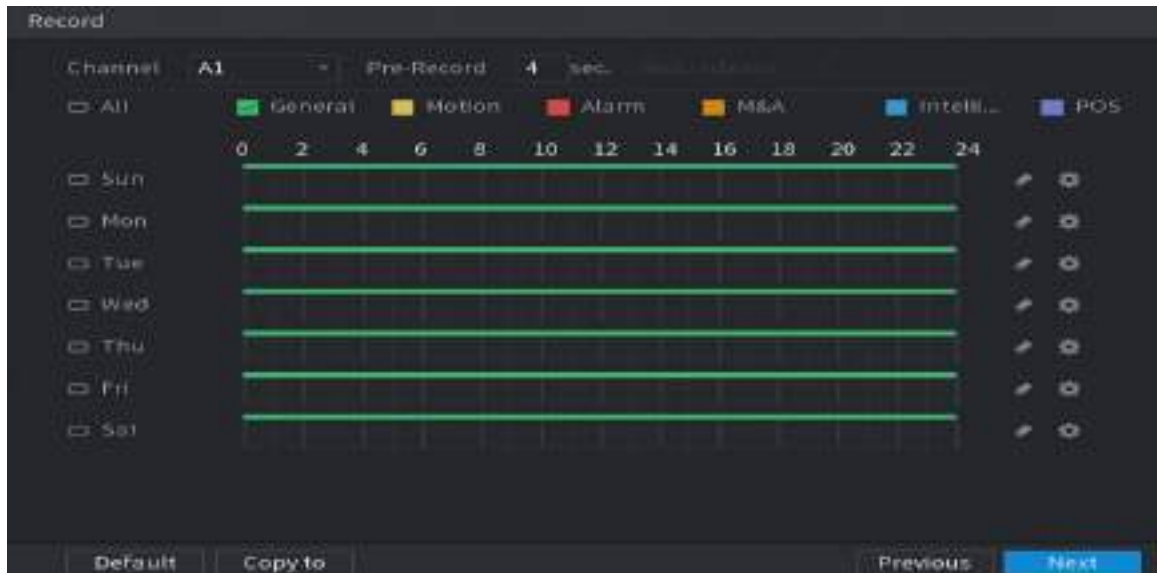 Record
Channel A1 Pre-Record 4 sec.
All General Motion Alarm M&A Intelli... POS
0 2 4 6 8 10 12 14 16 18 20 22 24
Sun
Mon
Tue
Wed
Thu
Fri
Sat
Default Copy to Previous Next